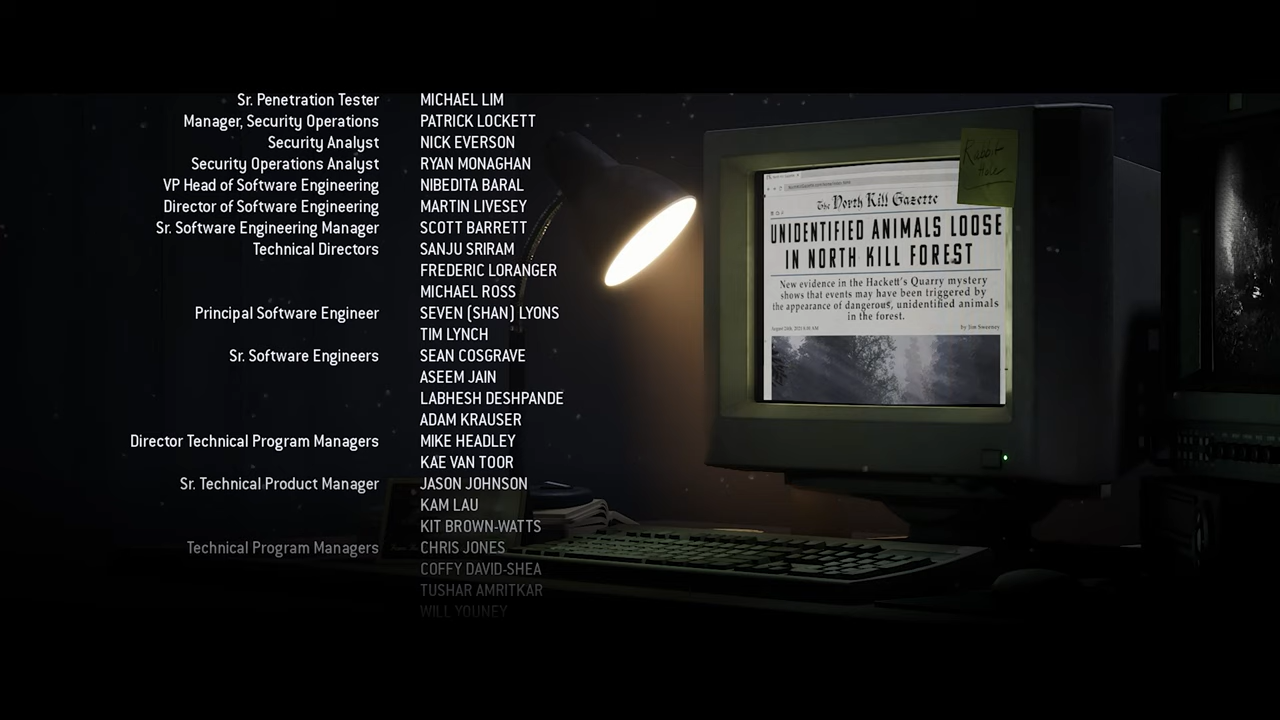 Sr. Penetration Tester MICHAEL LIM
Manager, Security Operations PATRICK LOCKETT
Security Analyst NICK EVERSON
Security Operations Analyst RYAN MONAGHAN
VP Head of Software Engineering NIBEDITA BARAL
Director of Software Engineering MARTIN LIVESEY
Sr. Software Engineering Manager SCOTT BARRETT
Technical Directors SANJU SRIRAM
FREDERIC LORANGER
MICHAEL ROSS
Principal Software Engineer SEVEN (SHAN) LYONS
TIM LYNCH
Sr. Software Engineers SEAN COSGRAVE
ASEEM JAIN
LABHESH DESHPANDE
ADAM KRAUSER
Director Technical Program Managers MIKE HEADLEY
KAE VAN TOOR
Sr. Technical Product Manager JASON JOHNSON
KAM LAU
KIT BROWN-WATTS
Technical Program Managers CHRIS JONES
COFFY DAVID-SHEA
TUSHAR AMRITKAR
WILL YOUNEY
Rabbit
Hole
The North Kill Gazette
UNIDENTIFIED ANIMALS LOOSE
IN NORTH KILL FOREST
New evidence in the Hackett's Quarry mystery
shows that events may have been triggered by
the appearance of dangerous, unidentified animals
in the forest.
by Jim Sweeney